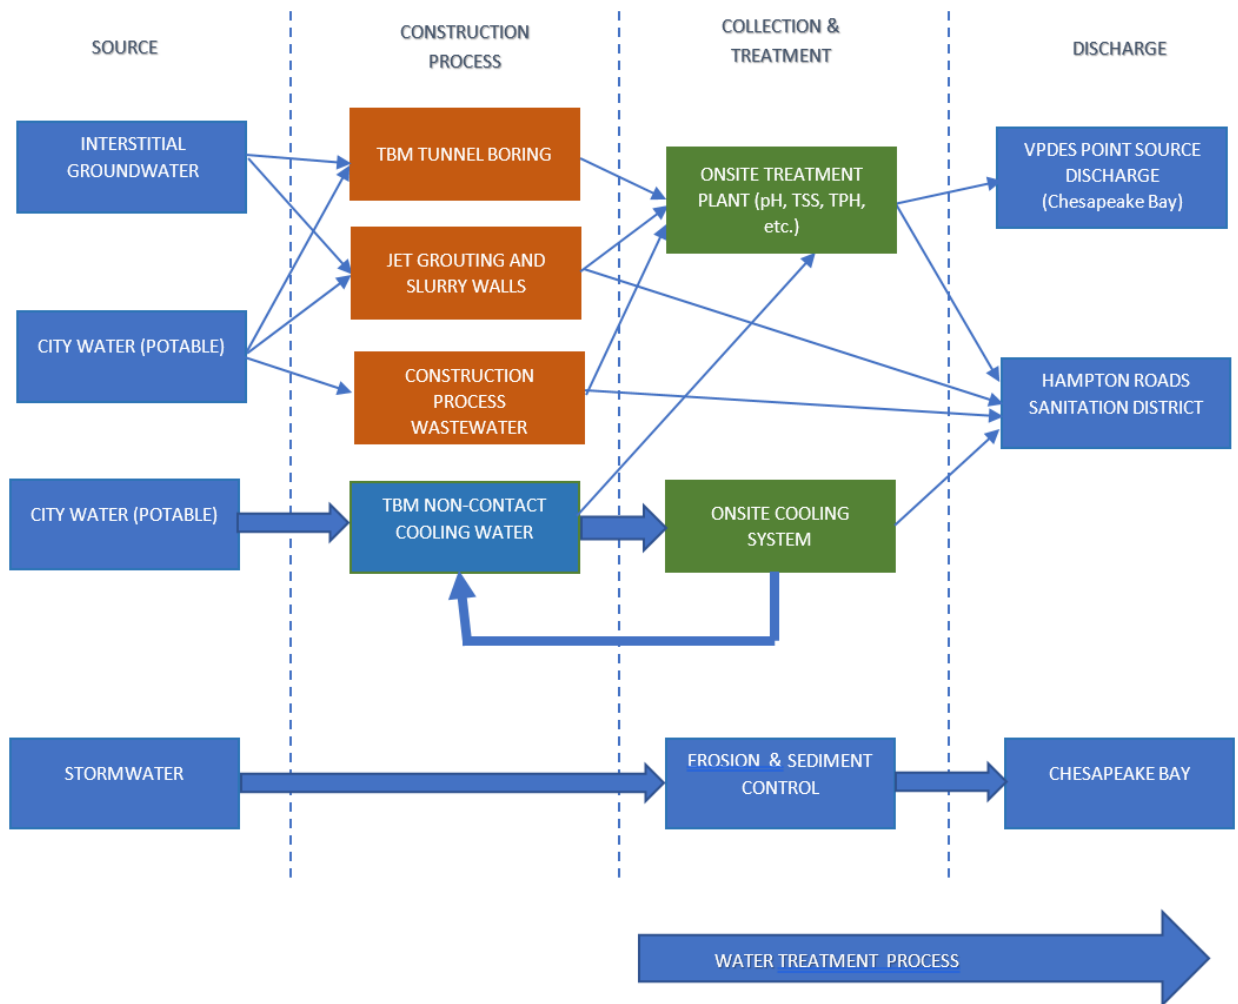 SOURCE
CONSTRUCTION
PROCESS
COLLECTION &
TREATMENT
DISCHARGE
INTERSTITIAL
GROUNDWATER
TBM TUNNEL BORING
ONSITE TREATMENT
PLANT (pH, TSS, TPH,
etc.)
VPDES POINT SOURCE
DISCHARGE
(Chesapeake Bay)
JET GROUTING AND
SLURRY WALLS
CITY WATER (POTABLE)
CONSTRUCTION
PROCESS
WASTEWATER
HAMPTON ROADS
SANITATION DISTRICT
CITY WATER (POTABLE)
TBM NON-CONTACT
COOLING WATER
ONSITE COOLING
SYSTEM
STORMWATER
EROSION & SEDIMENT
CONTROL
CHESAPEAKE BAY
WATER TREATMENT PROCESS